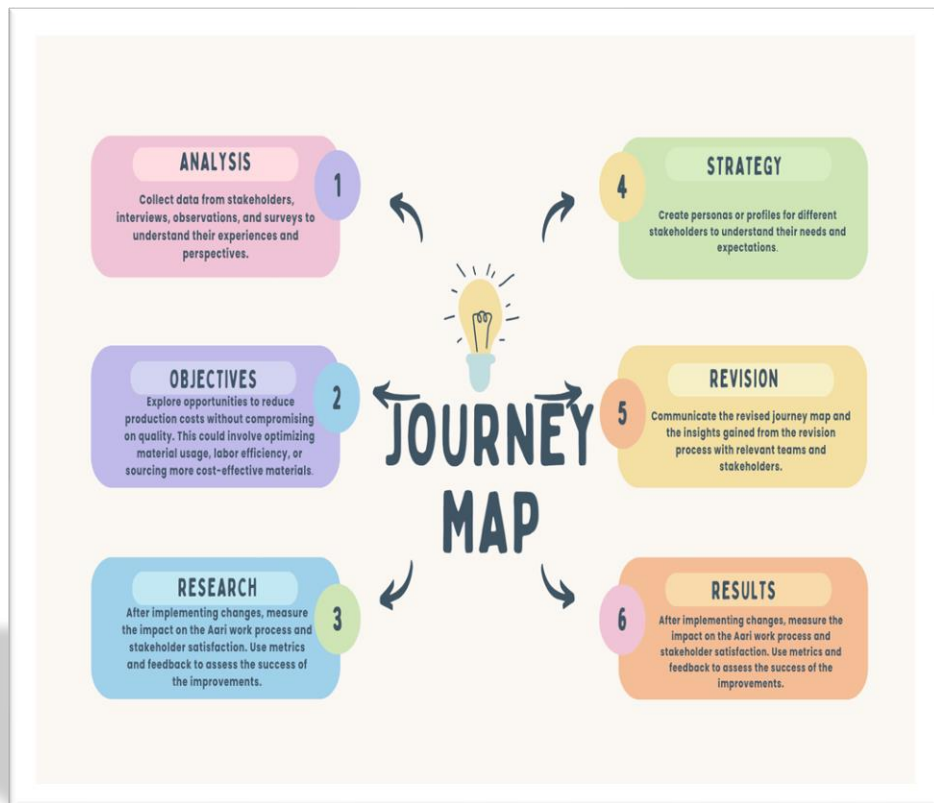 ANALYSIS
1
Collect data from stakeholders,
interviews, observations, and surveys to
understand their experiences and
perspectives.
OBJECTIVES
2
Explore opportunities to reduce
production costs without compromising
on quality. This could involve optimizing
material usage, labor efficiency, or
sourcing more cost-effective materials.
RESEARCH
3
After implementing changes, measure
the impact on the Aari work process and
stakeholder satisfaction. Use metrics
and feedback to assess the success of
the improvements.
JOURNEY
MAP
STRATEGY
4
Create personas or profiles for different
stakeholders to understand their needs and
expectations.
REVISION
5
Communicate the revised journey map and
the insights gained from the revision
process with relevant teams and
stakeholders.
RESULTS
6
After implementing changes, measure the
impact on the Aari work process and
stakeholder satisfaction. Use metrics and
feedback to assess the success of the
improvements.